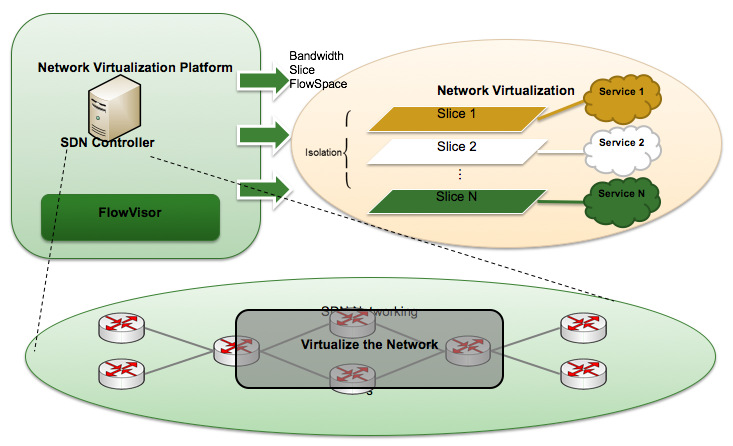 Network Virtualization Platform
SDN Controller
FlowVisor
Bandwidth
Slice
FlowSpace
Network Virtualization
Isolation
Slice 1
Service 1
Slice 2
Service 2
⋮
Slice N
Service N
SDN Networking
Virtualize the Network